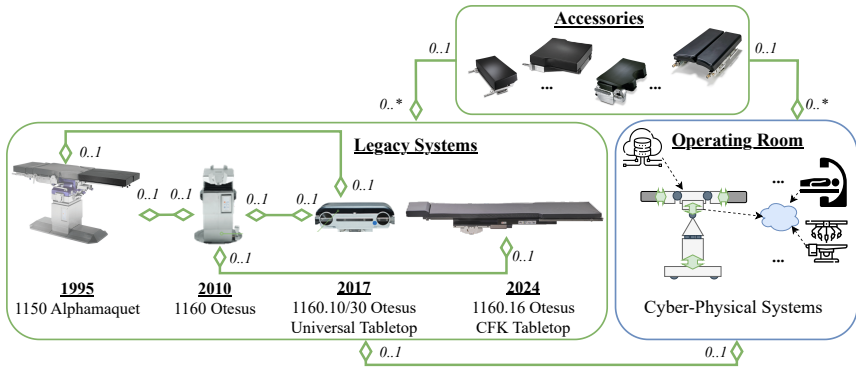 Accessories
0..1
0..1
...
...
0..*
0..*
Legacy Systems
Operating Room
0..1
0..1
0..1
0..1
0..1
0..1
0..1
0..1
...
...
1995
1150 Alphamaquet
2010
1160 Otesus
2017
1160.10/30 Otesus
Universal Tabletop
2024
1160.16 Otesus
CFK Tabletop
Cyber-Physical Systems
0..1
0..1